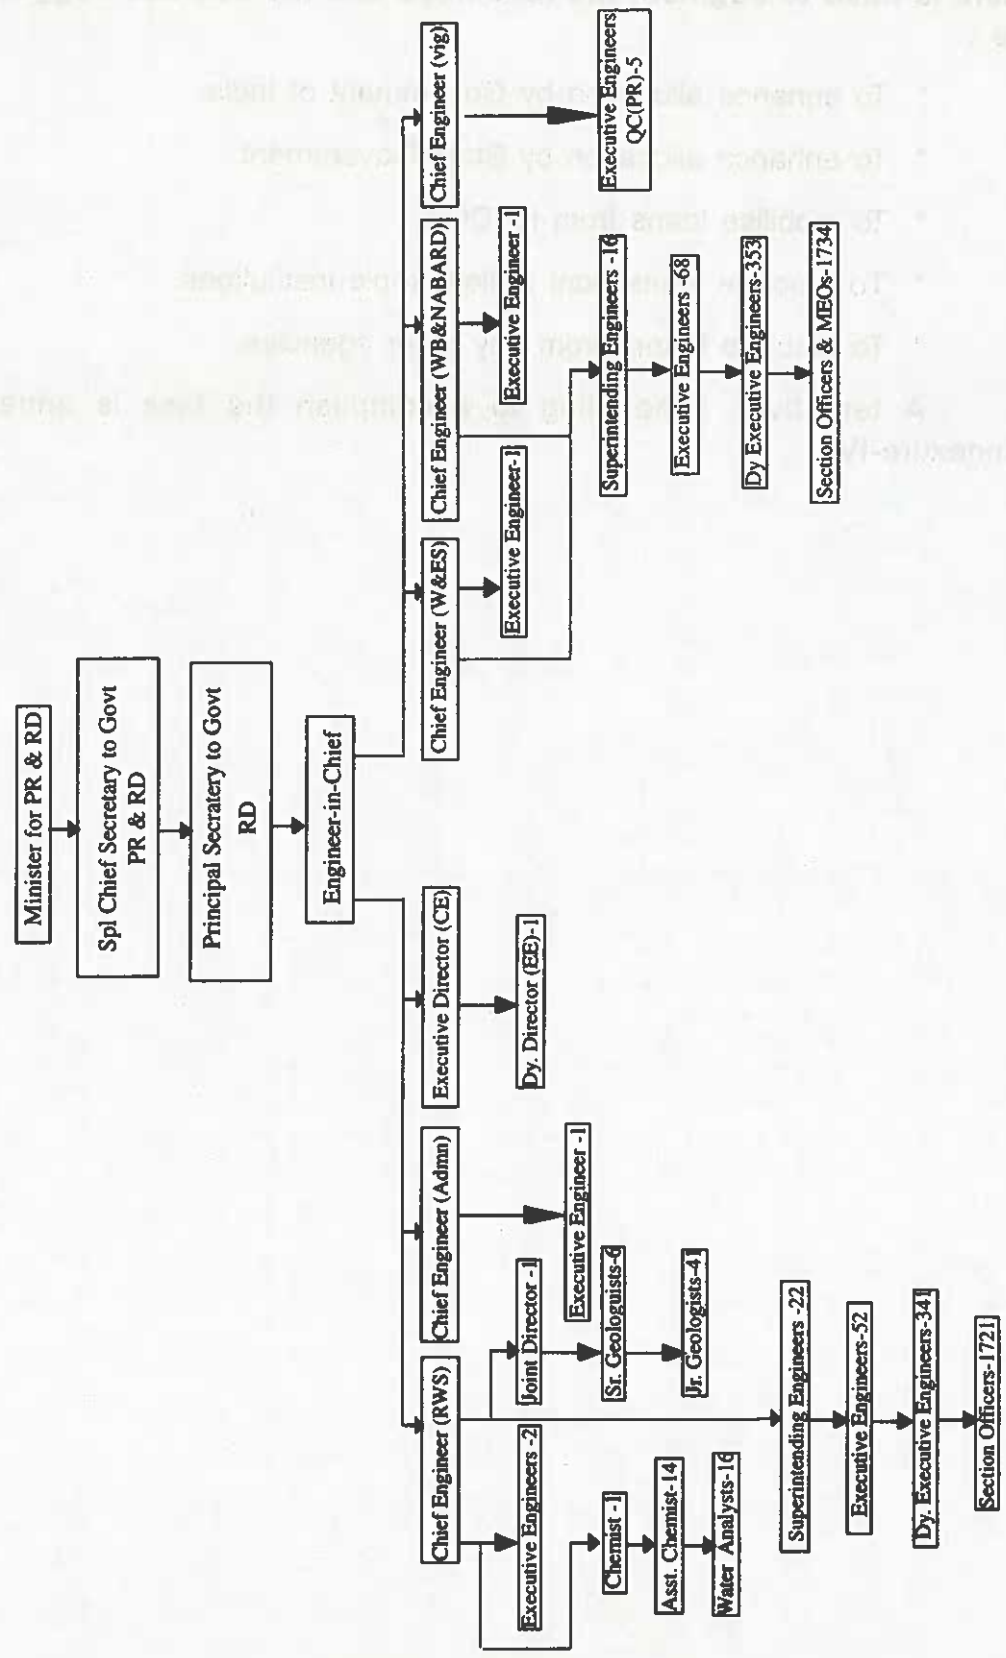 Minister for PR & RD
Spl Chief Secretary to Govt
PR & RD
Principal Secratery to Govt
RD
Engineer-in-Chief
Chief Engineer (RWS)
Chief Engineer (Admn)
Executive Director (CE)
Chief Engineer (W&ES)
Chief Engineer (WB&NABARD)
Chief Engineer (vig)
Executive Engineers -2
Joint Director -1
Dy. Director (EE)-1
Executive Engineer-1
Executive Engineer -1
Executive Engineers
QC(PR)-5
Executive Engineer -1
Chemist -1
Sr. Geologuists-6
Superintending Engineers -16
Asst. Chemist-14
Jr. Geologists-41
Executive Engineers -68
Water Analysts-16
Dy Executive Engineers-353
Superintending Engineers -22
Section Officers & MEOs-1734
Executive Engineers-52
Dy. Executive Engineers-341
Section Officers-1721